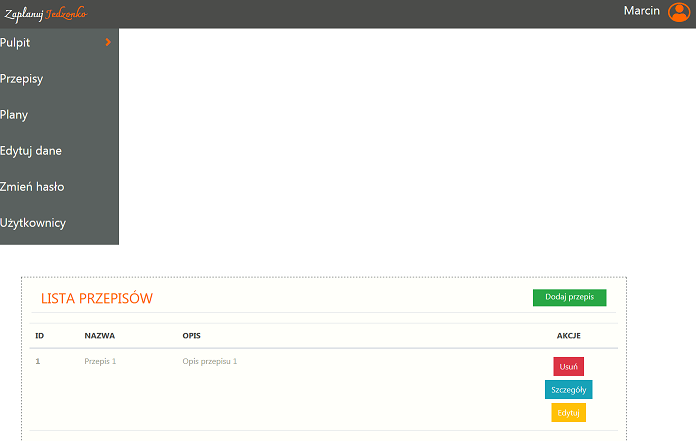 Zaplanuj Jedzonko
Marcin
Pulpit
Przepisy
Plany
Edytuj dane
Zmień hasło
Użytkownicy
LISTA PRZEPISÓW
Dodaj przepis
ID NAZWA OPIS AKCJE
1 Przepis 1 Opis przepisu 1 Usuń
Szczegóły
Edytuj